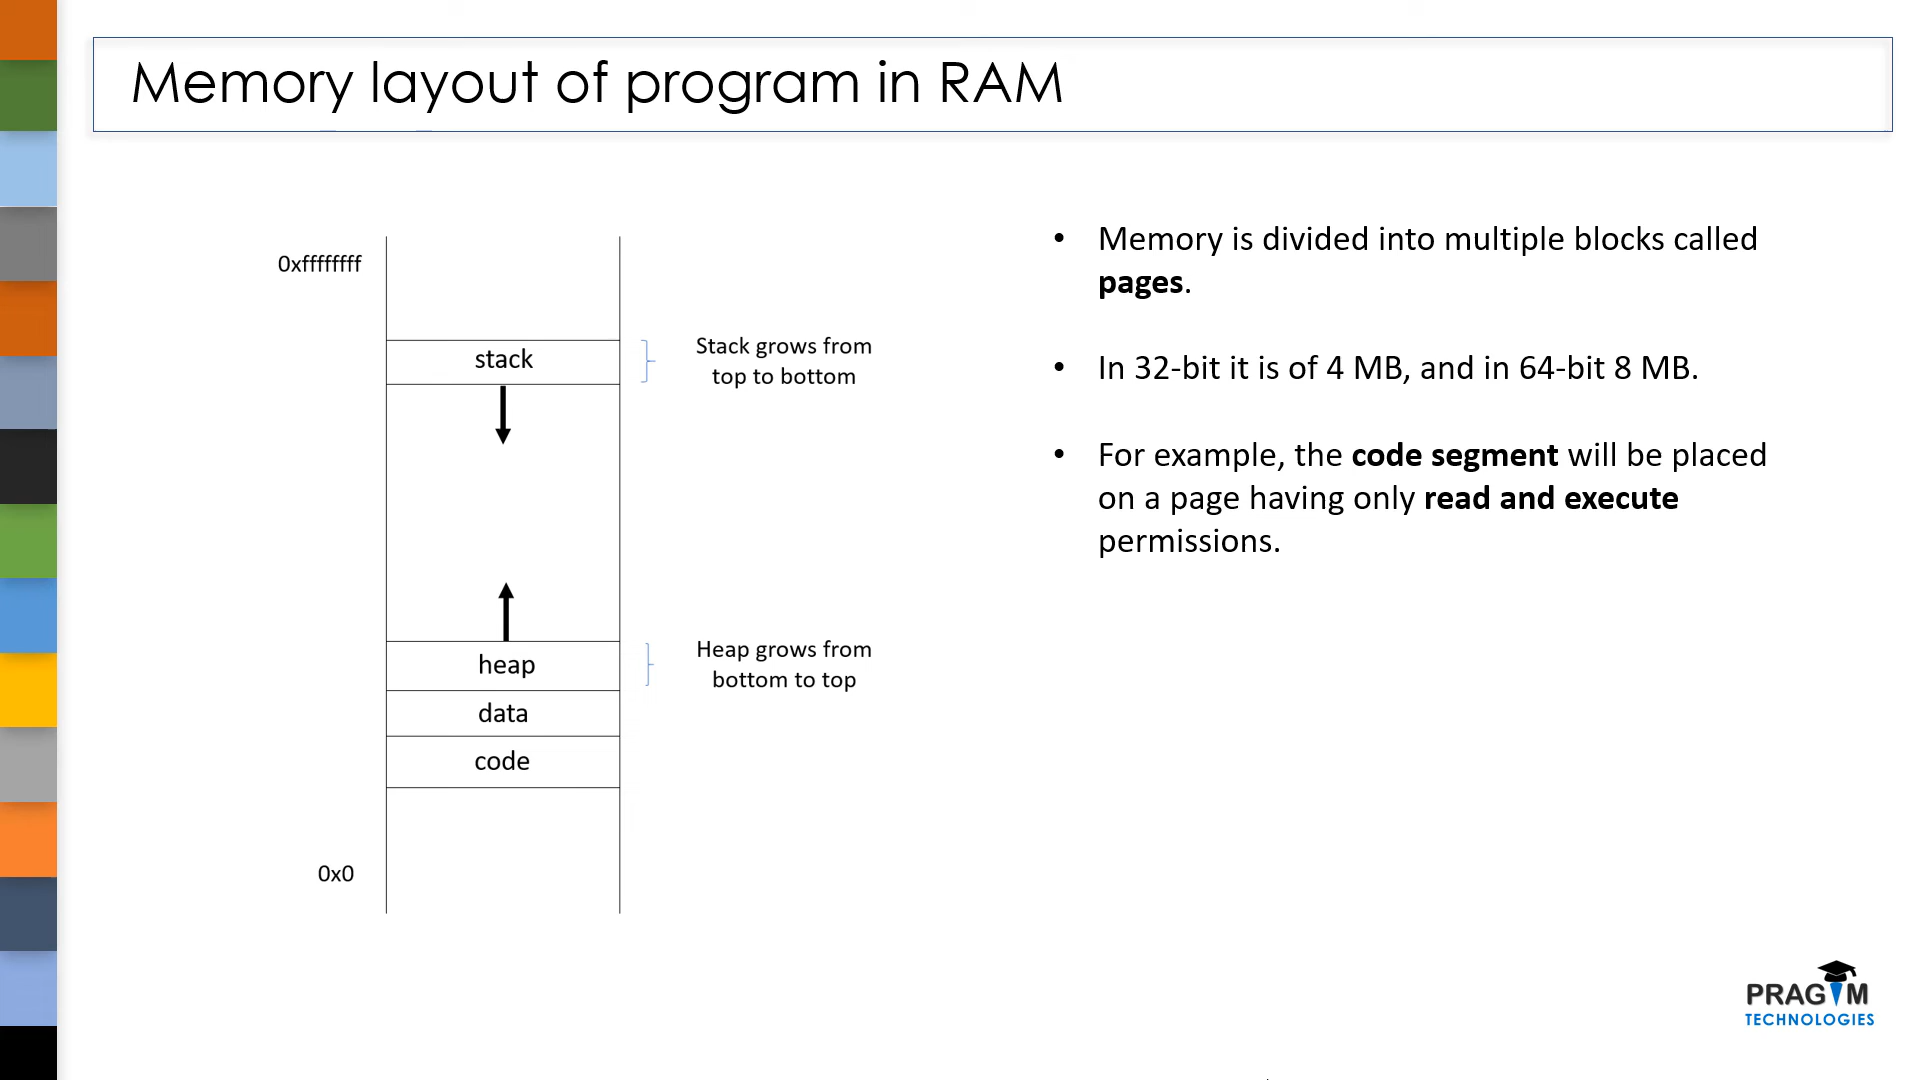 Memory layout of program in RAM
0xffffffff
stack
Stack grows from
top to bottom
heap
Heap grows from
bottom to top
data
code
0x0
• Memory is divided into multiple blocks called
pages.
• In 32-bit it is of 4 MB, and in 64-bit 8 MB.
• For example, the code segment will be placed
on a page having only read and execute
permissions.
PRAGIM
TECHNOLOGIES